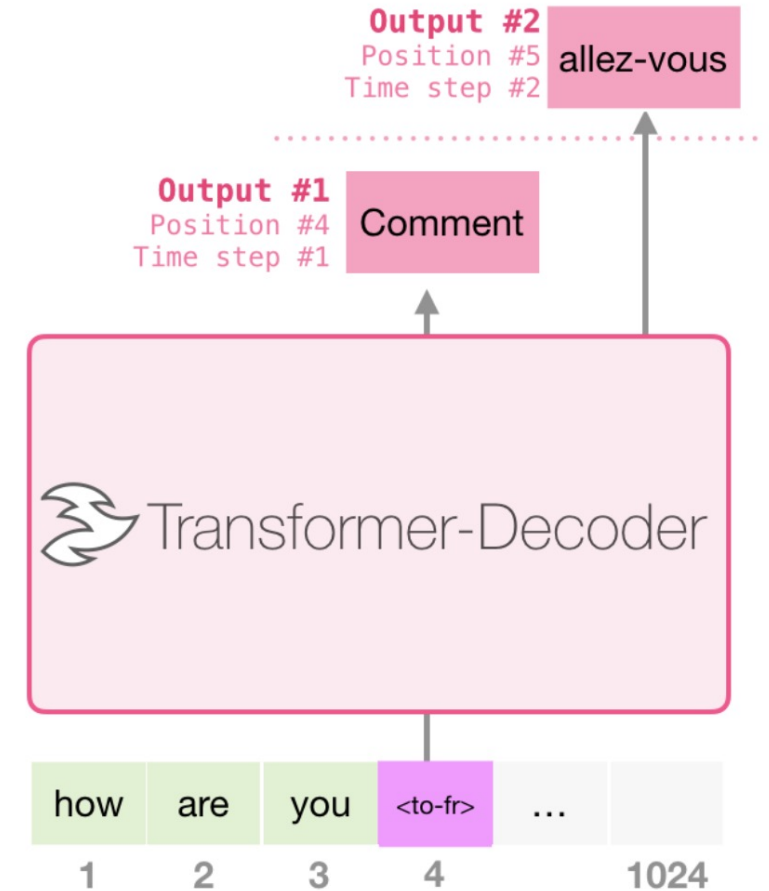 Output #2
Position #5
Time step #2
allez-vous
Output #1
Position #4
Time step #1
Comment
Transformer-Decoder
how are you <to-fr> ...
1 2 3 4 1024